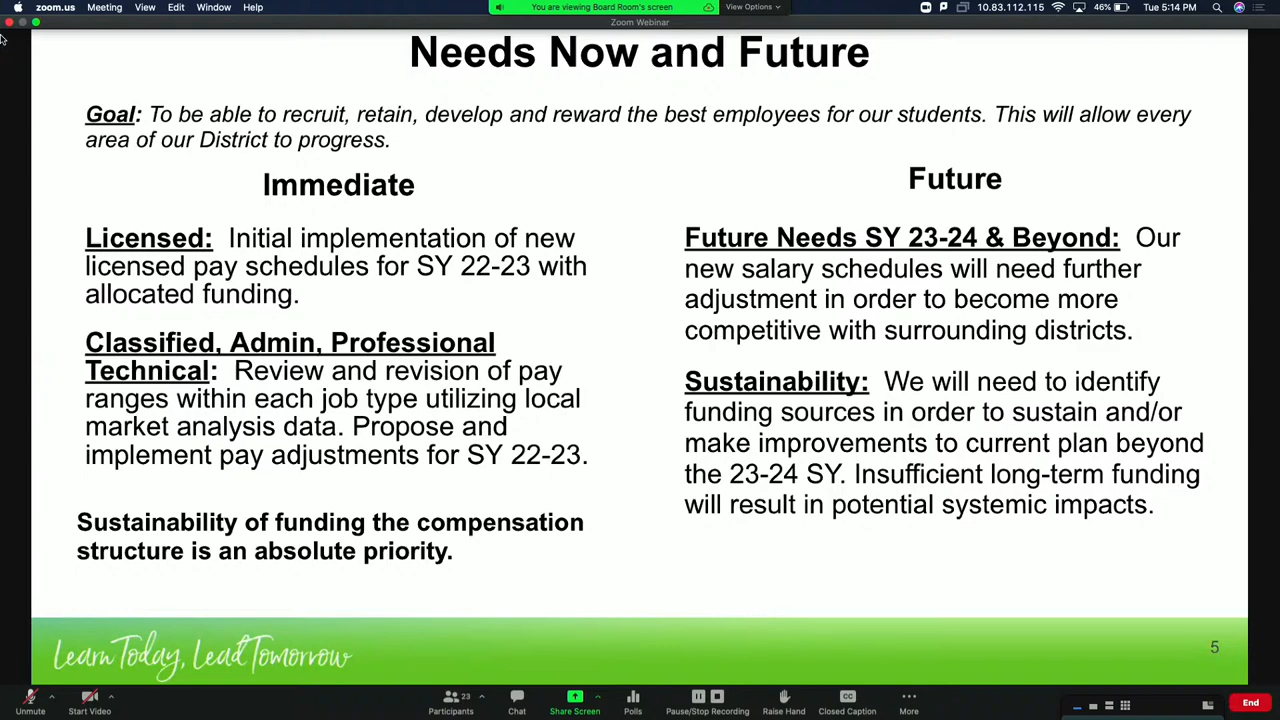 zoom.us Meeting View Edit Window Help
You are viewing Board Room's screen
View Options
10.83.112.115
46%
Tue 5:14 PM
Zoom Webinar
Needs Now and Future
Goal: To be able to recruit, retain, develop and reward the best employees for our students. This will allow every
area of our District to progress.
Immediate
Licensed: Initial implementation of new
licensed pay schedules for SY 22-23 with
allocated funding.
Classified, Admin, Professional
Technical: Review and revision of pay
ranges within each job type utilizing local
market analysis data. Propose and
implement pay adjustments for SY 22-23.
Sustainability of funding the compensation
structure is an absolute priority.
Future
Future Needs SY 23-24 & Beyond: Our
new salary schedules will need further
adjustment in order to become more
competitive with surrounding districts.
Sustainability: We will need to identify
funding sources in order to sustain and/or
make improvements to current plan beyond
the 23-24 SY. Insufficient long-term funding
will result in potential systemic impacts.
Learn Today, Lead Tomorrow
5
23
Unmute
Start Video
Participants
Chat
Share Screen
Polls
Pause/Stop Recording
Raise Hand
CC
Closed Caption
More
End